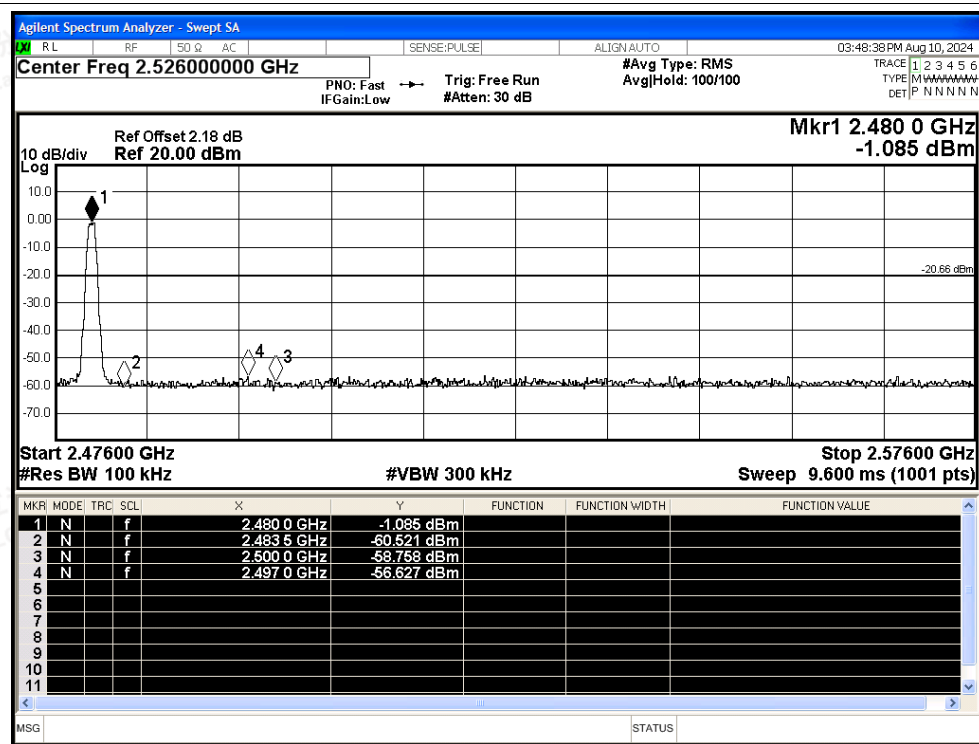 Agilent Spectrum Analyzer - Swept SA
LXI RL RF 50 Ω AC SENSE:PULSE ALIGN AUTO 03:48:38 PM Aug 10, 2024
Center Freq 2.526000000 GHz
PNO: Fast
IFGain:Low
Trig: Free Run
#Atten: 30 dB
#Avg Type: RMS
Avg|Hold: 100/100
TRACE 1 2 3 4 5 6
TYPE M
DET P N N N N N
Mkr1 2.480 0 GHz
-1.085 dBm
Ref Offset 2.18 dB
10 dB/div Ref 20.00 dBm
Log
10.0
0.00
-10.0
-20.0
-30.0
-40.0
-50.0
-60.0
-70.0
1
2
4
3
-20.66 dBm
Start 2.47600 GHz Stop 2.57600 GHz
#Res BW 100 kHz #VBW 300 kHz Sweep 9.600 ms (1001 pts)
MKR MODE TRC SCL X Y FUNCTION FUNCTION WIDTH FUNCTION VALUE
1 N f 2.480 0 GHz -1.085 dBm
2 N f 2.483 5 GHz -60.521 dBm
3 N f 2.500 0 GHz -58.758 dBm
4 N f 2.497 0 GHz -56.627 dBm
5
6
7
8
9
10
11
MSG STATUS